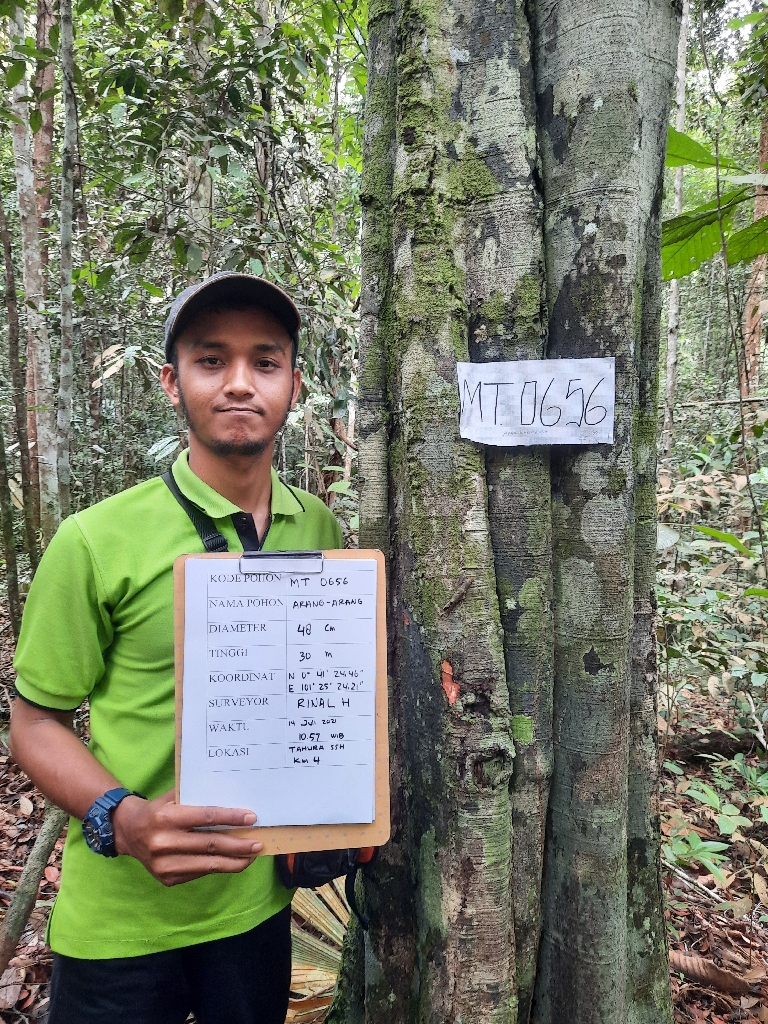 MT 0656
KODE POHON MT 0656
NAMA POHON ARANG-ARANG
DIAMETER 48 cm
TINGGI 30 m
KOORDINAT N 0° 41' 24.46"
E 101° 25' 24.21"
SURVEYOR RINAL H
WAKTU 14 JULI 2021
10.57 WIB
LOKASI TAHURA SSH
KM 4